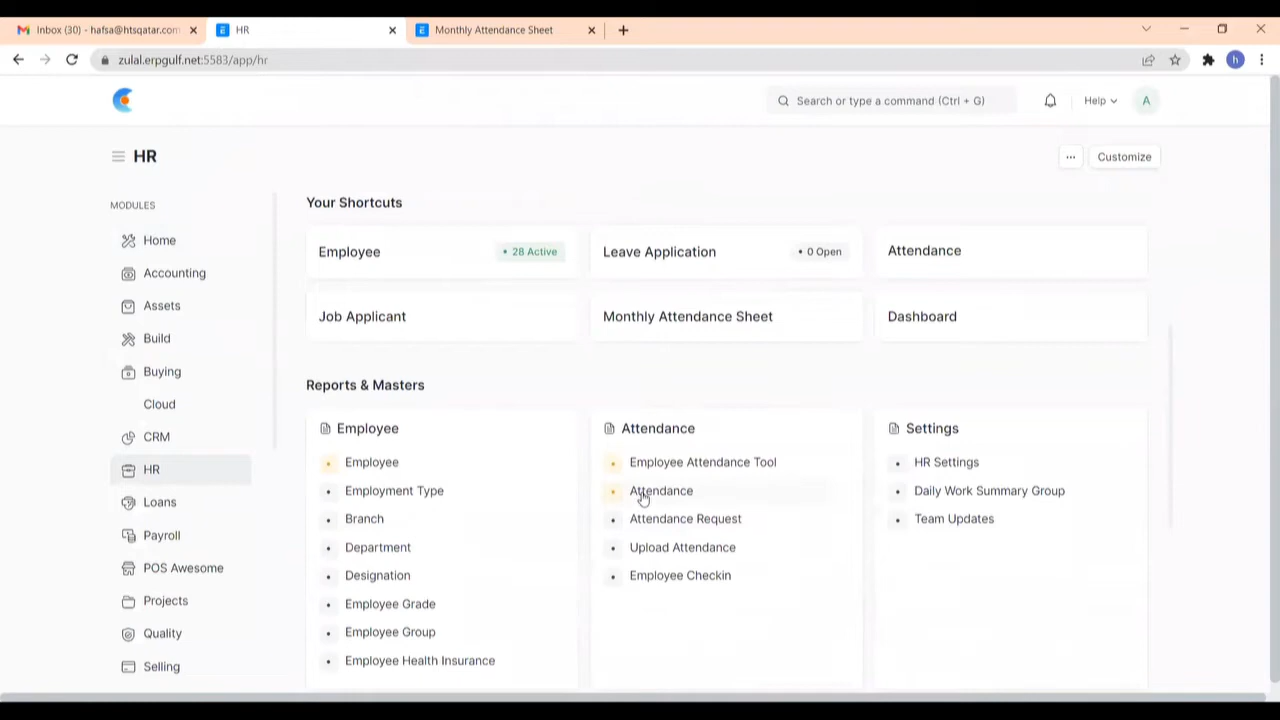 Inbox (30) - hafsa@htsqatar.com
HR
Monthly Attendance Sheet
zulal.erpgulf.net:5583/app/hr
h
Search or type a command (Ctrl + G)
Help
A
HR
Customize
MODULES
Home
Accounting
Assets
Build
Buying
Cloud
CRM
HR
Loans
Payroll
POS Awesome
Projects
Quality
Selling
Your Shortcuts
Employee
28 Active
Leave Application
0 Open
Attendance
Job Applicant
Monthly Attendance Sheet
Dashboard
Reports & Masters
Employee
Employee
Employment Type
Branch
Department
Designation
Employee Grade
Employee Group
Employee Health Insurance
Attendance
Employee Attendance Tool
Attendance
Attendance Request
Upload Attendance
Employee Checkin
Settings
HR Settings
Daily Work Summary Group
Team Updates